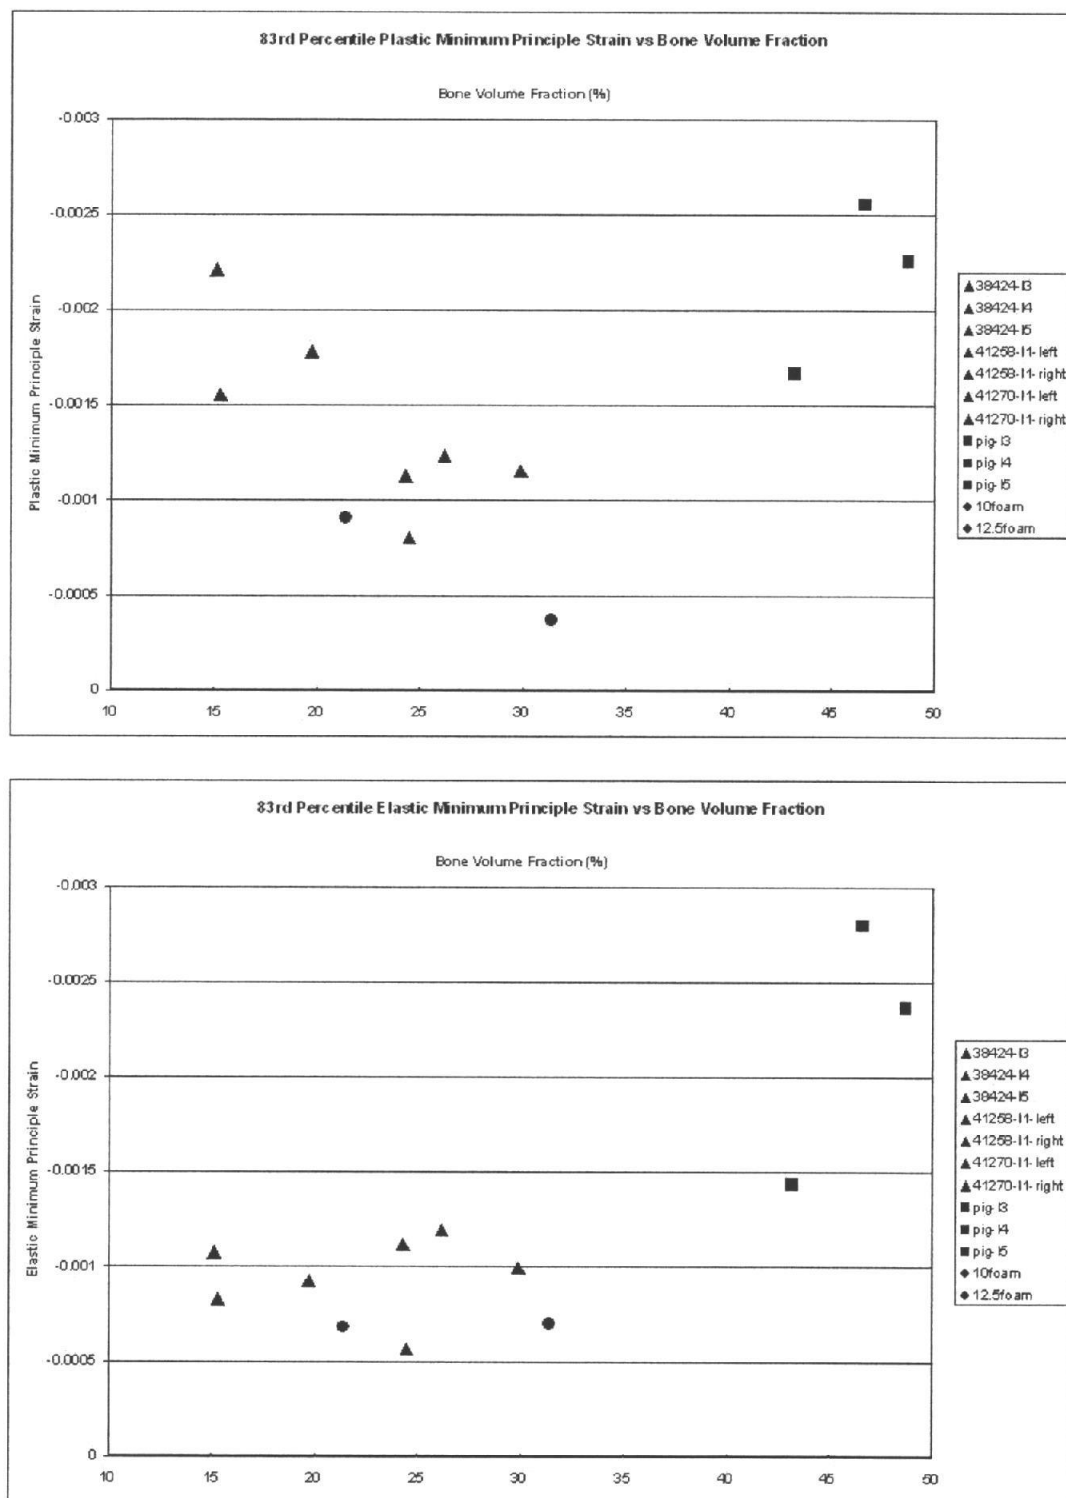 83rd Percentile Plastic Minimum Principle Strain vs Bone Volume Fraction
Bone Volume Fraction (%)
Plastic Minimum Principle Strain
-0.003
-0.0025
-0.002
-0.0015
-0.001
-0.0005
0
10 15 20 25 30 35 40 45 50
38424-l3
38424-l4
38424-l5
41258-l1-left
41258-l1-right
41270-l1-left
41270-l1-right
pig-l3
pig-l4
pig-l5
10foam
12.5foam
83rd Percentile Elastic Minimum Principle Strain vs Bone Volume Fraction
Bone Volume Fraction (%)
Elastic Minimum Principle Strain
-0.003
-0.0025
-0.002
-0.0015
-0.001
-0.0005
0
10 15 20 25 30 35 40 45 50
38424-l3
38424-l4
38424-l5
41258-l1-left
41258-l1-right
41270-l1-left
41270-l1-right
pig-l3
pig-l4
pig-l5
10foam
12.5foam